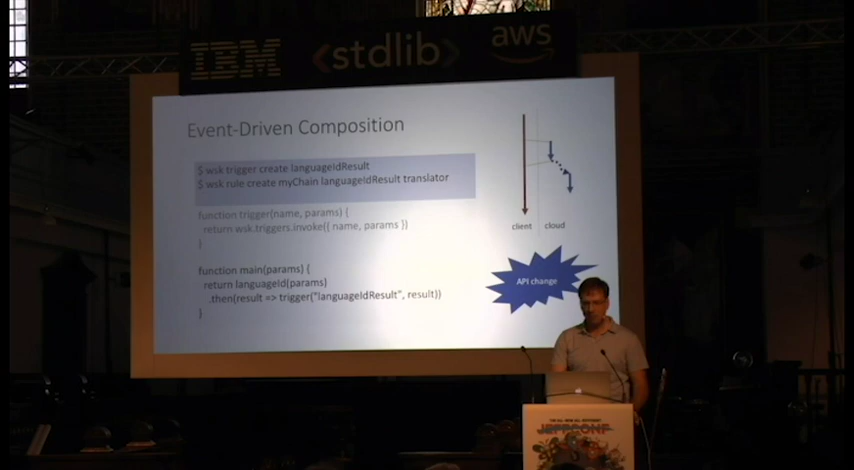 IBM
<stdlib>
aws
Event-Driven Composition
$ wsk trigger create languageIdResult
$ wsk rule create myChain languageIdResult translator
function trigger(name, params) {
return wsk.triggers.invoke({ name, params })
}
function main(params) {
return languageId(params)
.then(result => trigger("languageIdResult", result))
}
client
cloud
API change
JEFFCONF